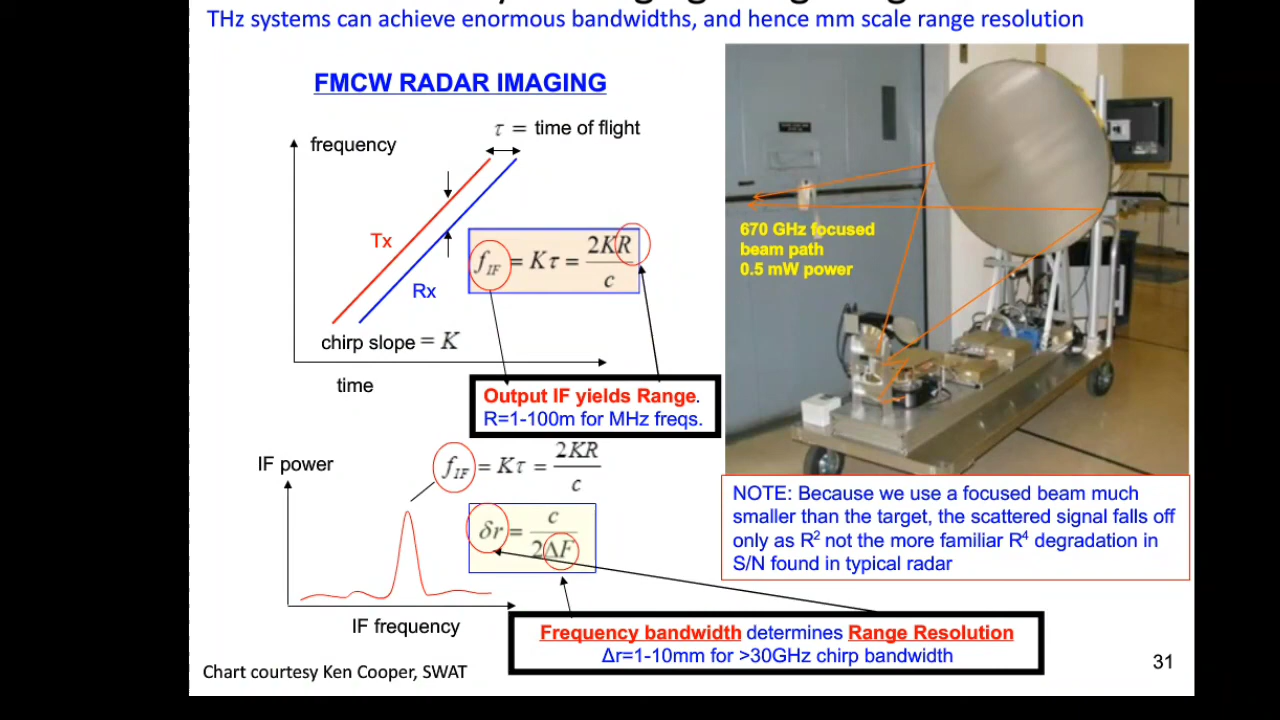 THz systems can achieve enormous bandwidths, and hence mm scale range resolution
FMCW RADAR IMAGING
τ = time of flight
frequency
Tx
Rx
f_IF = Kτ = 2KR / c
chirp slope = K
time
Output IF yields Range.
R=1-100m for MHz freqs.
IF power
f_IF = Kτ = 2KR / c
δr = c / 2ΔF
IF frequency
670 GHz focused
beam path
0.5 mW power
NOTE: Because we use a focused beam much
smaller than the target, the scattered signal falls off
only as R² not the more familiar R⁴ degradation in
S/N found in typical radar
Frequency bandwidth determines Range Resolution
Δr=1-10mm for >30GHz chirp bandwidth
Chart courtesy Ken Cooper, SWAT
31